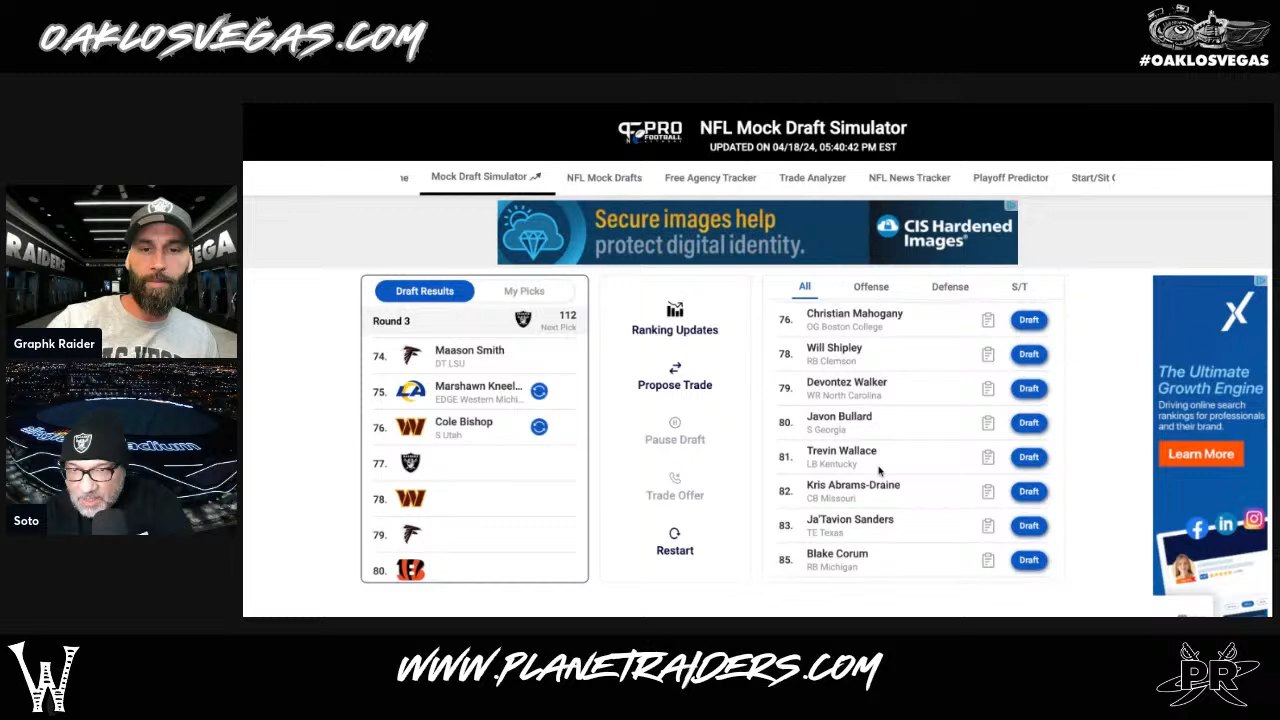 OAKLOSVEGAS.COM
#OAKLOSVEGAS
PRO
FOOTBALL
NFL Mock Draft Simulator
UPDATED ON 04/18/24, 05:40:42 PM EST
ne
Mock Draft Simulator
NFL Mock Drafts
Free Agency Tracker
Trade Analyzer
NFL News Tracker
Playoff Predictor
Start/Sit
Secure images help
protect digital identity.
CIS Hardened
Images
RAIDERS
VEGA
Graphk Raider
Soto
Draft Results
My Picks
Round 3
112
Next Pick
74.
Maason Smith
DT LSU
75.
Marshawn Kneel...
EDGE Western Michi...
76.
Cole Bishop
S Utah
77.
78.
79.
80.
Ranking Updates
Propose Trade
Pause Draft
Trade Offer
Restart
All
Offense
Defense
S/T
76.
Christian Mahogany
OG Boston College
Draft
78.
Will Shipley
RB Clemson
Draft
79.
Devontez Walker
WR North Carolina
Draft
80.
Javon Bullard
S Georgia
Draft
81.
Trevin Wallace
LB Kentucky
Draft
82.
Kris Abrams-Draine
CB Missouri
Draft
83.
Ja'Tavion Sanders
TE Texas
Draft
85.
Blake Corum
RB Michigan
Draft
The Ultimate
Growth Engine
Driving online search
rankings for professionals
and their brand.
Learn More
W
WWW.PLANETRAIDERS.COM
PR